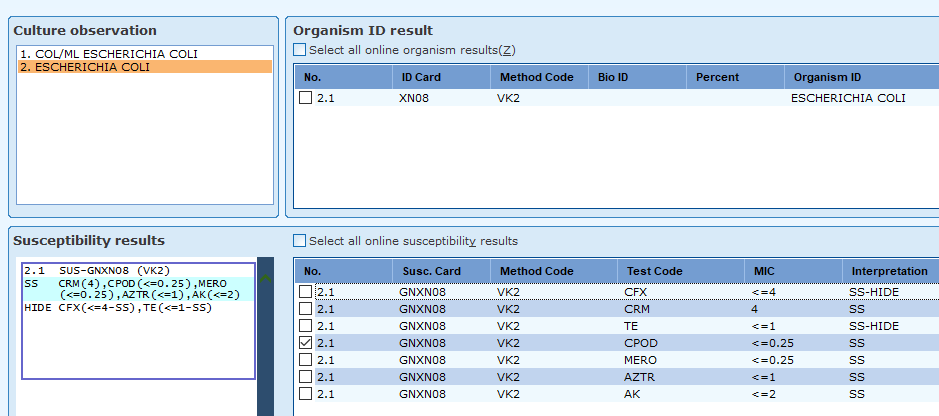 Culture observation
1. COL/ML ESCHERICHIA COLI
2. ESCHERICHIA COLI
Organism ID result
Select all online organism results(Z)
No. ID Card Method Code Bio ID Percent Organism ID
2.1 XN08 VK2 ESCHERICHIA COLI
Susceptibility results
2.1 SUS-GNXN08 (VK2)
SS CRM(4),CPOD(<=0.25),MERO
(<=0.25),AZTR(<=1),AK(<=2)
HIDE CFX(<=4-SS),TE(<=1-SS)
Select all online susceptibility results
No. Susc. Card Method Code Test Code MIC Interpretation
2.1 GNXN08 VK2 CFX <=4 SS-HIDE
2.1 GNXN08 VK2 CRM 4 SS
2.1 GNXN08 VK2 TE <=1 SS-HIDE
2.1 GNXN08 VK2 CPOD <=0.25 SS
2.1 GNXN08 VK2 MERO <=0.25 SS
2.1 GNXN08 VK2 AZTR <=1 SS
2.1 GNXN08 VK2 AK <=2 SS